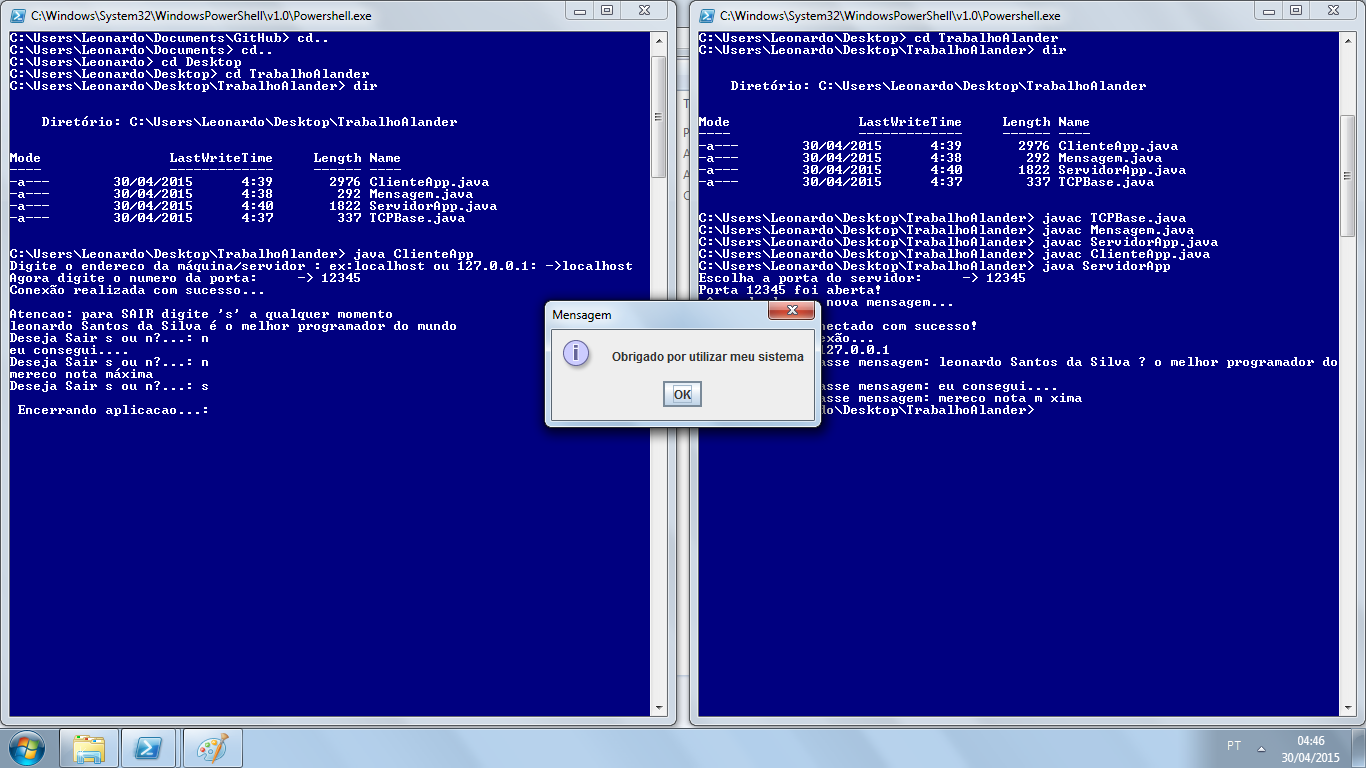 C:\Windows\System32\WindowsPowerShell\v1.0\Powershell.exe
C:\Users\Leonardo\Documents\GitHub> cd..
C:\Users\Leonardo\Documents> cd..
C:\Users\Leonardo> cd Desktop
C:\Users\Leonardo\Desktop> cd TrabalhoAlander
C:\Users\Leonardo\Desktop\TrabalhoAlander> dir
Diretório: C:\Users\Leonardo\Desktop\TrabalhoAlander
Mode LastWriteTime Length Name
---- ------------- ------ ----
-a--- 30/04/2015 4:39 2976 ClienteApp.java
-a--- 30/04/2015 4:38 292 Mensagem.java
-a--- 30/04/2015 4:40 1822 ServidorApp.java
-a--- 30/04/2015 4:37 337 TCPBase.java
C:\Users\Leonardo\Desktop\TrabalhoAlander> java ClienteApp
Digite o endereco da máquina/servidor : ex:localhost ou 127.0.0.1: ->localhost
Agora digite o numero da porta: -> 12345
Conexão realizada com sucesso...
Atencao: para SAIR digite 's' a qualquer momento
leonardo Santos da Silva é o melhor programador do mundo
Deseja Sair s ou n?...: n
eu consegui....
Deseja Sair s ou n?...: n
mereco nota máxima
Deseja Sair s ou n?...: s
Encerrando aplicacao...:
C:\Windows\System32\WindowsPowerShell\v1.0\Powershell.exe
C:\Users\Leonardo\Desktop> cd TrabalhoAlander
C:\Users\Leonardo\Desktop\TrabalhoAlander> dir
Diretório: C:\Users\Leonardo\Desktop\TrabalhoAlander
Mode LastWriteTime Length Name
---- ------------- ------ ----
-a--- 30/04/2015 4:39 2976 ClienteApp.java
-a--- 30/04/2015 4:38 292 Mensagem.java
-a--- 30/04/2015 4:40 1822 ServidorApp.java
-a--- 30/04/2015 4:37 337 TCPBase.java
C:\Users\Leonardo\Desktop\TrabalhoAlander> javac TCPBase.java
C:\Users\Leonardo\Desktop\TrabalhoAlander> javac Mensagem.java
C:\Users\Leonardo\Desktop\TrabalhoAlander> javac ServidorApp.java
C:\Users\Leonardo\Desktop\TrabalhoAlander> javac ClienteApp.java
C:\Users\Leonardo\Desktop\TrabalhoAlander> java ServidorApp
Escolha a porta do servidor: -> 12345
Porta 12345 foi aberta!
nova mensagem...
nectado com sucesso!
exão...
127.0.0.1
asse mensagem: leonardo Santos da Silva ? o melhor programador do
asse mensagem: eu consegui....
asse mensagem: mereco nota m xima
do\Desktop\TrabalhoAlander>
Mensagem
Obrigado por utilizar meu sistema
OK
PT
04:46
30/04/2015